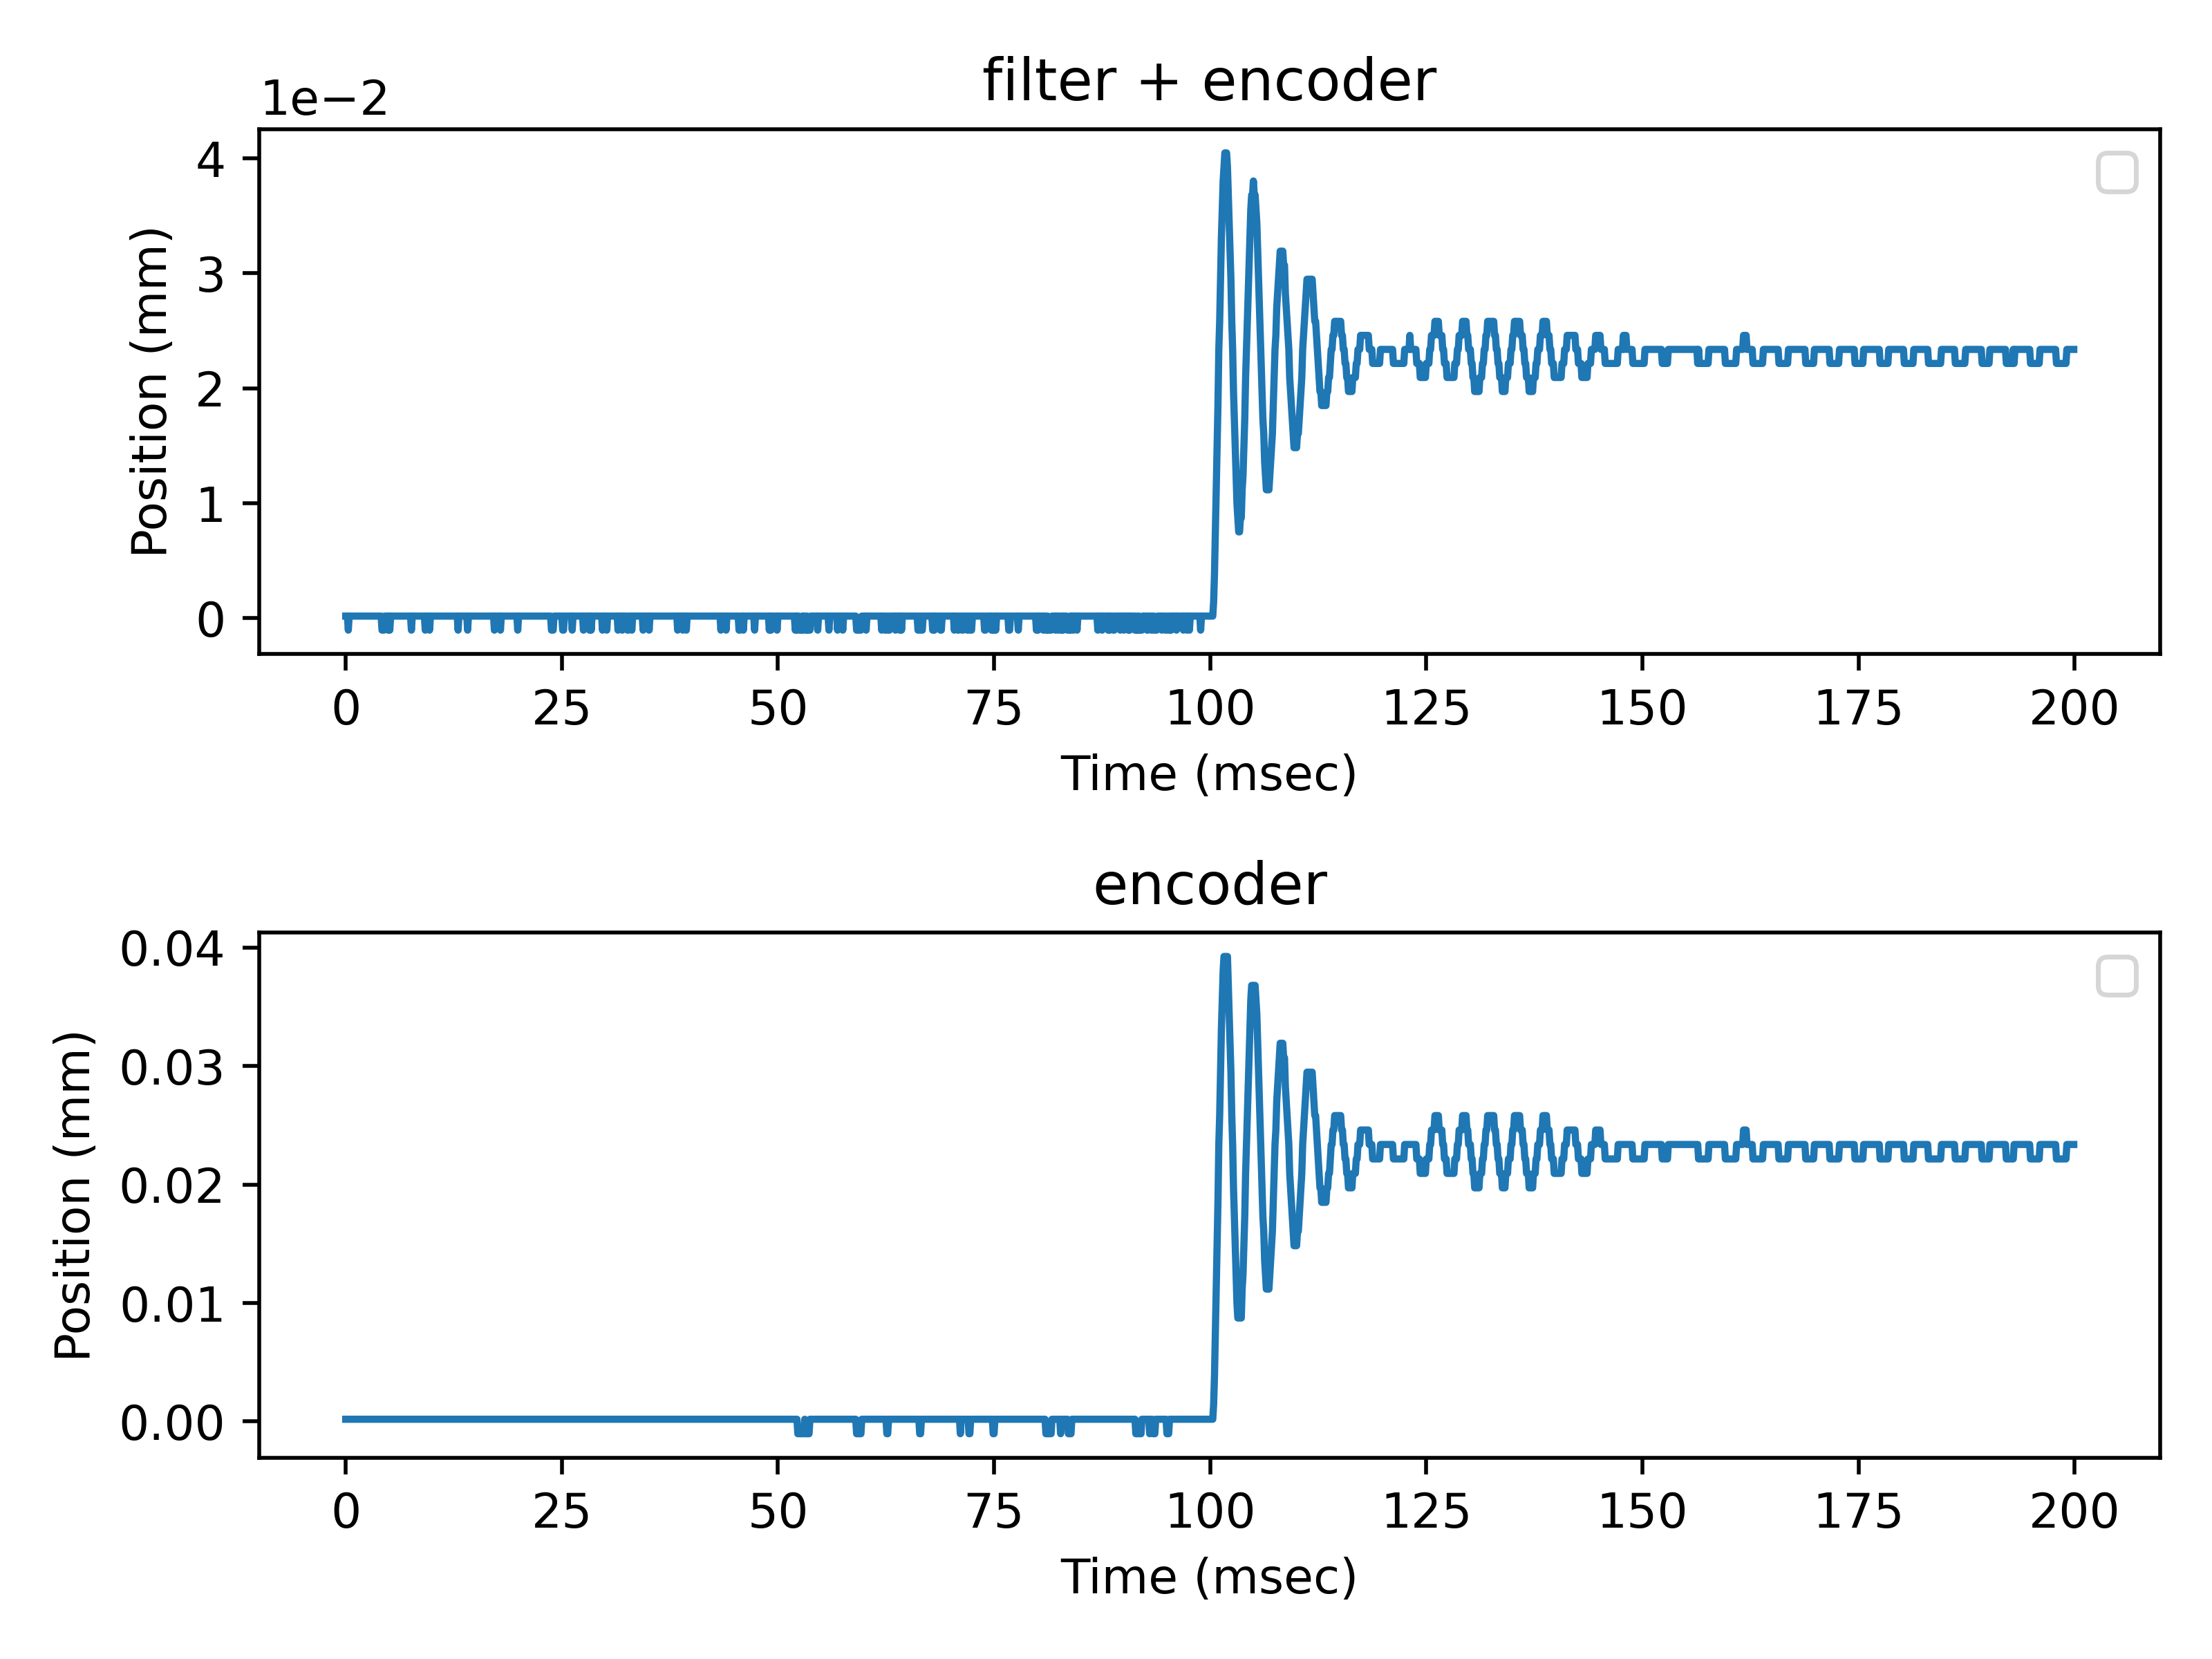 filter + encoder
1e−2
4
3
2
1
0
Position (mm)
0 25 50 75 100 125 150 175 200
Time (msec)
encoder
0.04
0.03
0.02
0.01
0.00
Position (mm)
0 25 50 75 100 125 150 175 200
Time (msec)